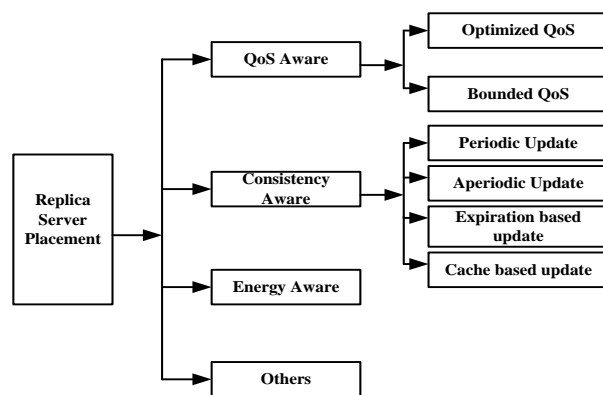 Replica
Server
Placement
QoS Aware
Optimized QoS
Bounded QoS
Consistency
Aware
Periodic Update
Aperiodic Update
Expiration based
update
Cache based update
Energy Aware
Others